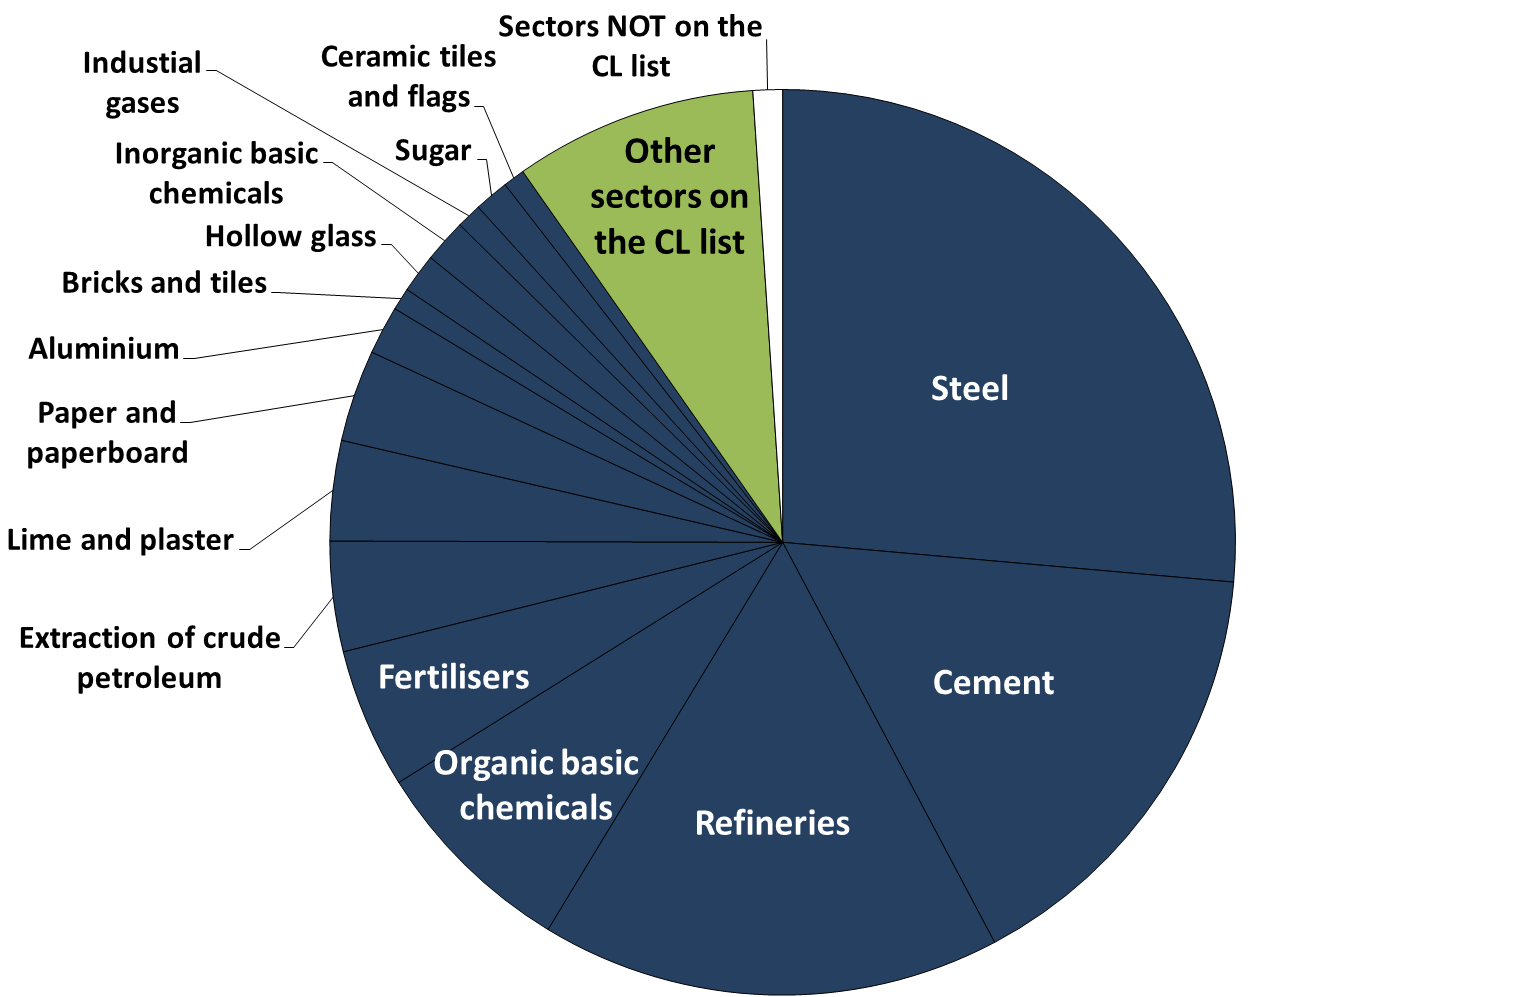 Sectors NOT on the
CL list
Ceramic tiles
and flags
Industial
gases
Sugar
Inorganic basic
chemicals
Hollow glass
Bricks and tiles
Aluminium
Paper and
paperboard
Lime and plaster
Extraction of crude
petroleum
Other
sectors on
the CL list
Steel
Cement
Refineries
Organic basic
chemicals
Fertilisers